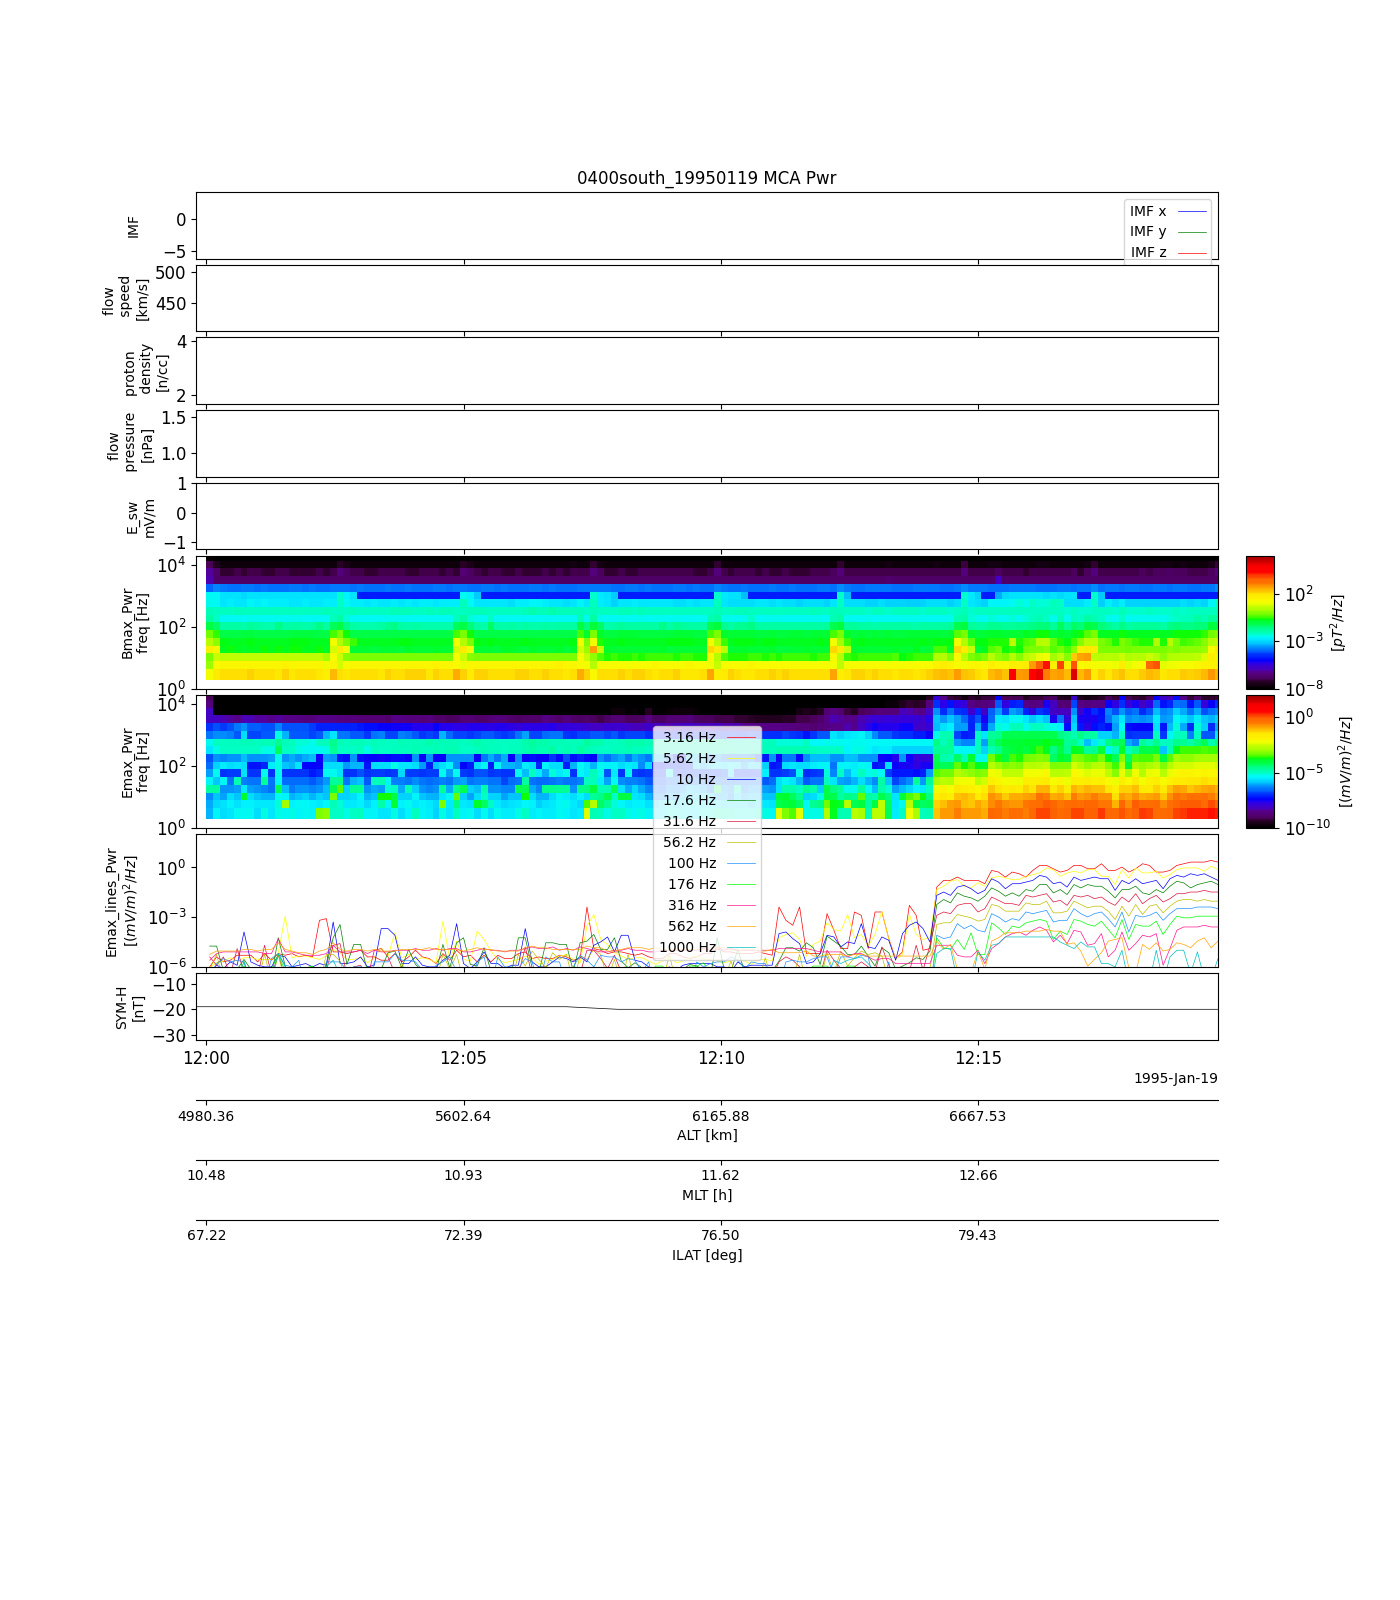 0400south_19950119 MCA Pwr
IMF
0
−5
IMF x
IMF y
IMF z
flow
speed
[km/s]
500
450
proton
density
[n/cc]
4
2
flow
pressure
[nPa]
1.5
1.0
E_sw
mV/m
1
0
−1
Bmax_Pwr
freq [Hz]
10^4
10^2
10^0
10^2
10^−3
10^−8
[pT^2/Hz]
Emax_Pwr
freq [Hz]
10^4
10^2
10^0
10^0
10^−5
10^−10
[(mV/m)^2/Hz]
3.16 Hz
5.62 Hz
10 Hz
17.6 Hz
31.6 Hz
56.2 Hz
100 Hz
176 Hz
316 Hz
562 Hz
1000 Hz
Emax_lines_Pwr
[(mV/m)^2/Hz]
10^0
10^−3
10^−6
SYM-H
[nT]
−10
−20
−30
12:00 12:05 12:10 12:15
1995-Jan-19
4980.36 5602.64 6165.88 6667.53
ALT [km]
10.48 10.93 11.62 12.66
MLT [h]
67.22 72.39 76.50 79.43
ILAT [deg]